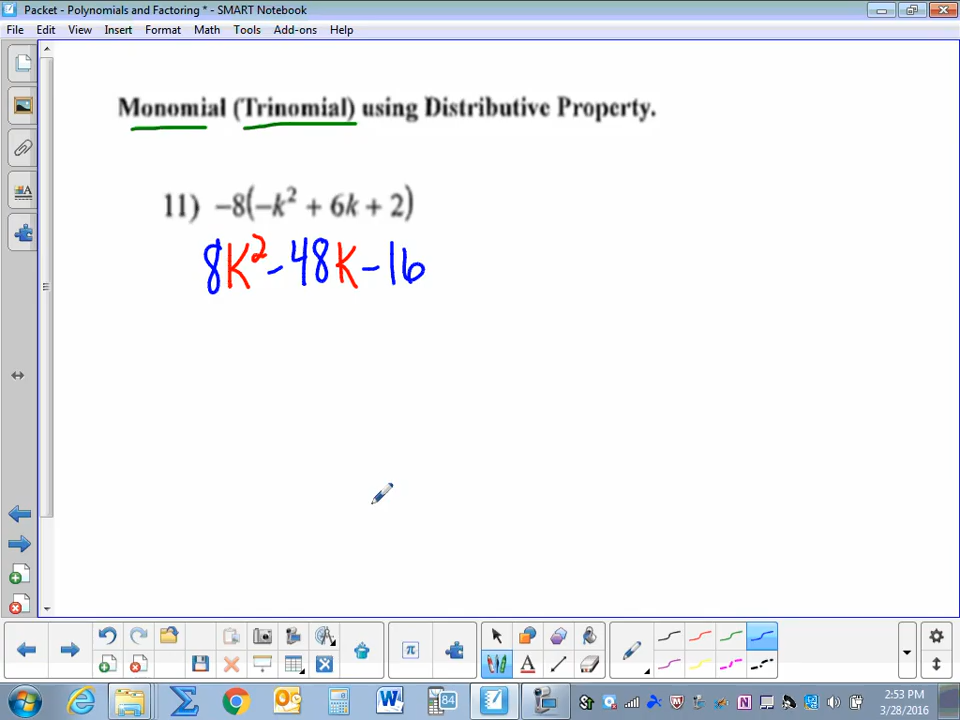 Packet - Polynomials and Factoring * - SMART Notebook
File Edit View Insert Format Math Tools Add-ons Help
Monomial (Trinomial) using Distributive Property.
11) −8(−k² + 6k + 2)
8K² - 48K - 16
π
A
84
2:53 PM
3/28/2016